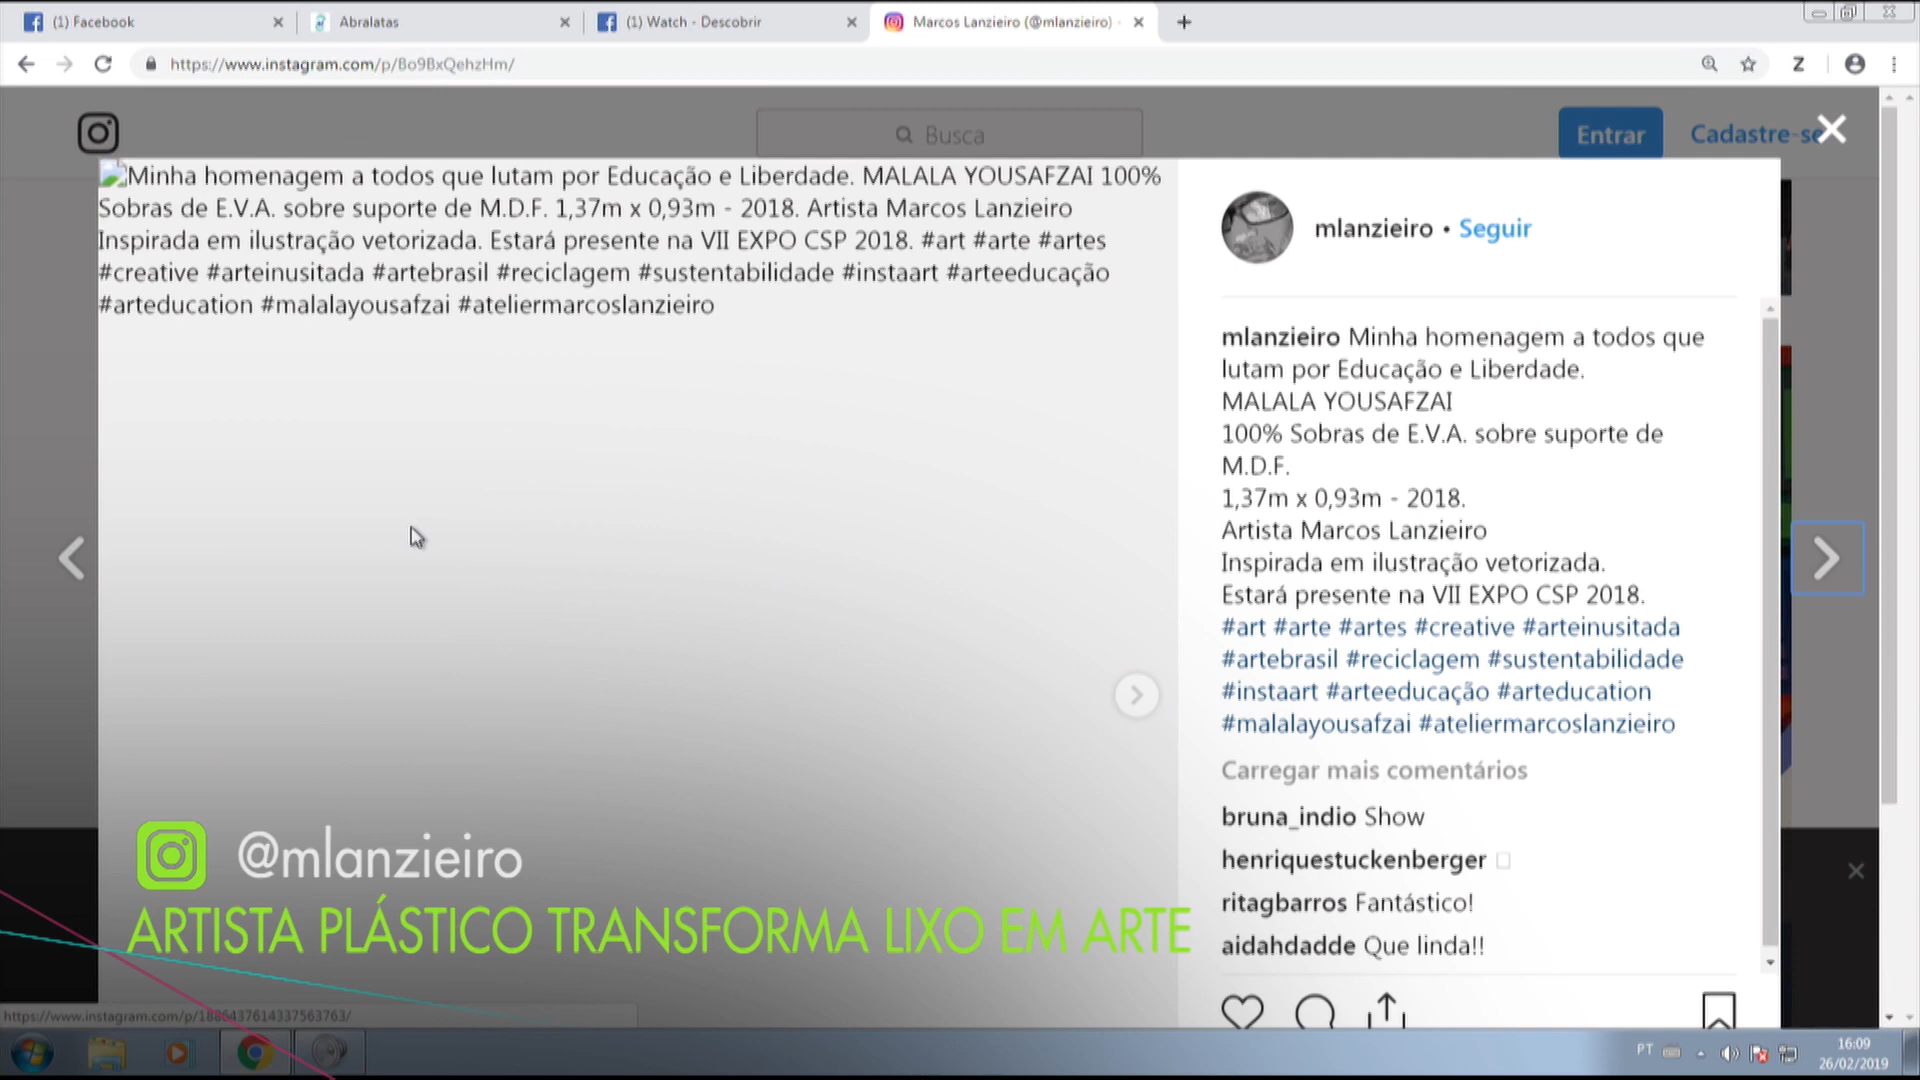 (1) Facebook
Abralatas
(1) Watch - Descobrir
Marcos Lanzieiro (@mlanzieiro) -
https://www.instagram.com/p/Bo9BxQehzHm/
Z
Busca
Entrar
Cadastre-se
Minha homenagem a todos que lutam por Educação e Liberdade. MALALA YOUSAFZAI 100%
Sobras de E.V.A. sobre suporte de M.D.F. 1,37m x 0,93m - 2018. Artista Marcos Lanzieiro
Inspirada em ilustração vetorizada. Estará presente na VII EXPO CSP 2018. #art #arte #artes
#creative #arteinusitada #artebrasil #reciclagem #sustentabilidade #instaart #arteeducação
#arteducation #malalayousafzai #ateliermarcoslanzieiro
mlanzieiro • Seguir
mlanzieiro Minha homenagem a todos que
lutam por Educação e Liberdade.
MALALA YOUSAFZAI
100% Sobras de E.V.A. sobre suporte de
M.D.F.
1,37m x 0,93m - 2018.
Artista Marcos Lanzieiro
Inspirada em ilustração vetorizada.
Estará presente na VII EXPO CSP 2018.
#art #arte #artes #creative #arteinusitada
#artebrasil #reciclagem #sustentabilidade
#instaart #arteeducação #arteducation
#malalayousafzai #ateliermarcoslanzieiro
Carregar mais comentários
bruna_indio Show
henriquestuckenberger
ritagbarros Fantástico!
aidahdadde Que linda!!
@mlanzieiro
ARTISTA PLÁSTICO TRANSFORMA LIXO EM ARTE
https://www.instagram.com/p/1886437614337563763/
PT
16:09
26/02/2019